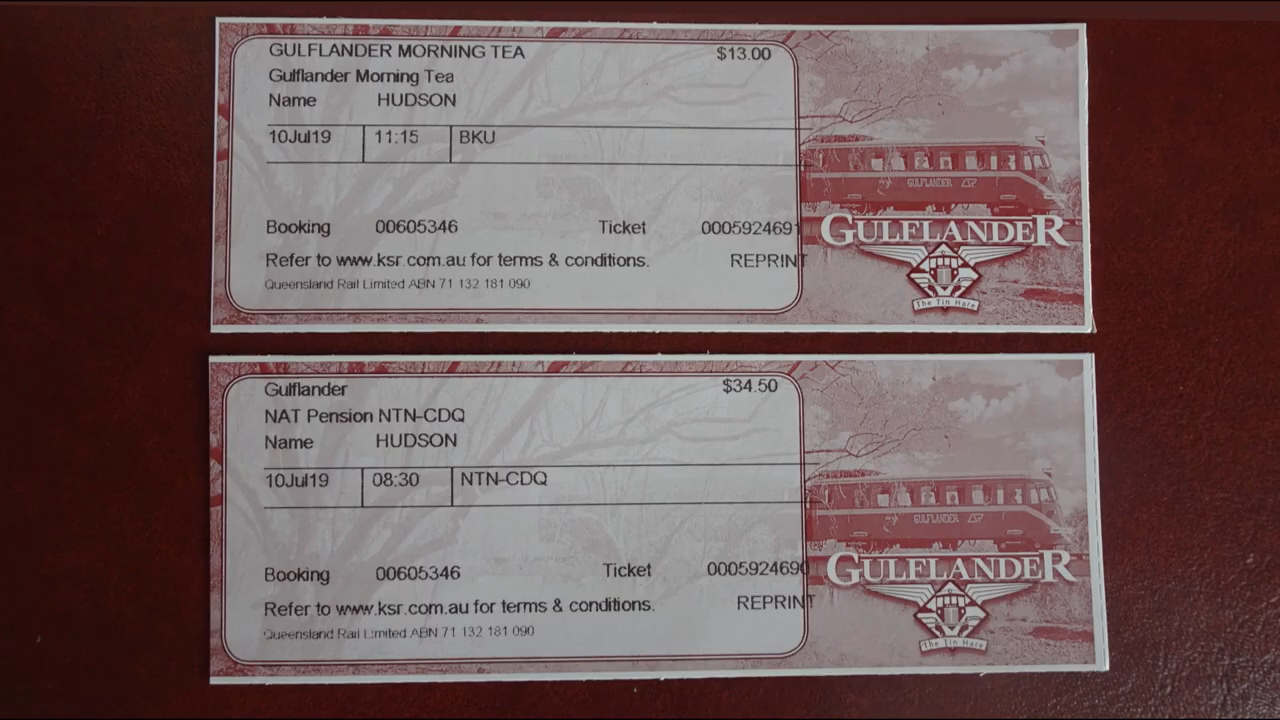 GULFLANDER MORNING TEA $13.00
Gulflander Morning Tea
Name HUDSON
10Jul19 11:15 BKU
Booking 00605346 Ticket 0005924691
Refer to www.ksr.com.au for terms & conditions. REPRINT
Queensland Rail Limited ABN 71 132 181 090
GULFLANDER
GULFLANDER
The Tin Hare
Gulflander $34.50
NAT Pension NTN-CDQ
Name HUDSON
10Jul19 08:30 NTN-CDQ
Booking 00605346 Ticket 0005924690
Refer to www.ksr.com.au for terms & conditions. REPRINT
Queensland Rail Limited ABN 71 132 181 090
GULFLANDER
GULFLANDER
The Tin Hare